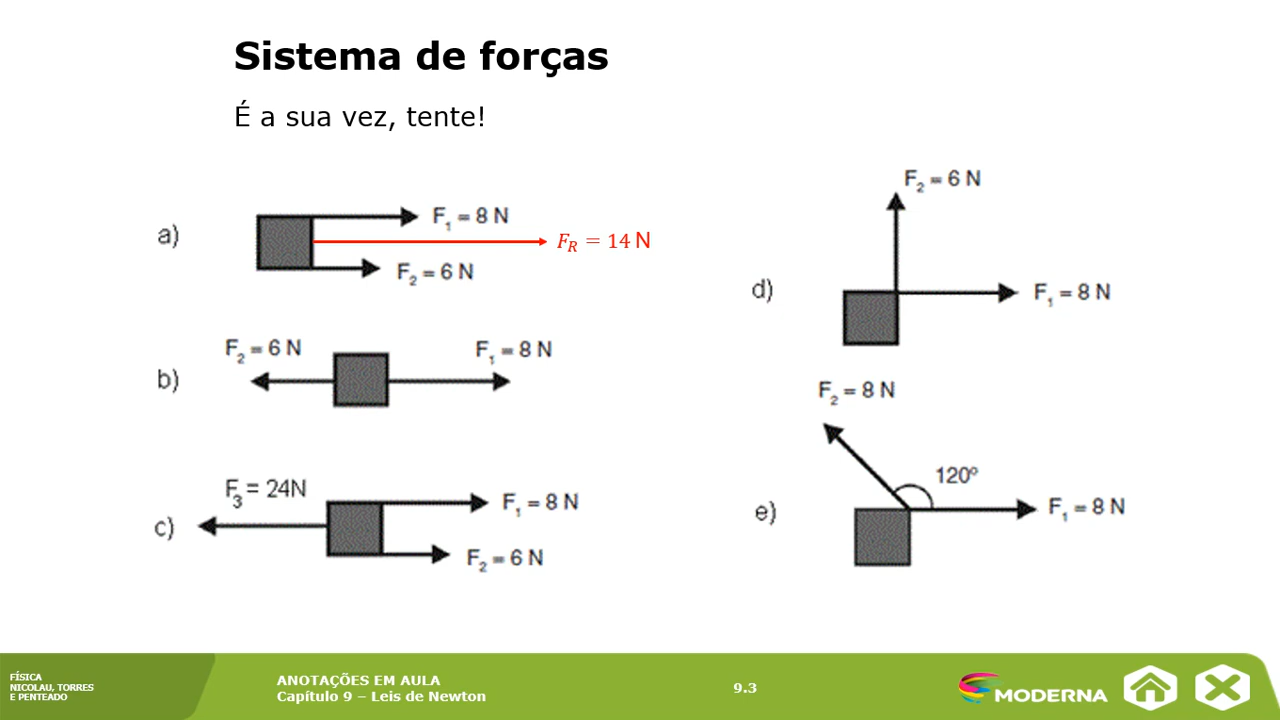 Sistema de forças
É a sua vez, tente!
a)
F₁ = 8 N
F_R = 14 N
F₂ = 6 N
b)
F₂ = 6 N
F₁ = 8 N
c)
F₃ = 24N
F₁ = 8 N
F₂ = 6 N
d)
F₂ = 6 N
F₁ = 8 N
e)
F₂ = 8 N
120º
F₁ = 8 N
FÍSICA
NICOLAU, TORRES
E PENTEADO
ANOTAÇÕES EM AULA
Capítulo 9 – Leis de Newton
9.3
MODERNA